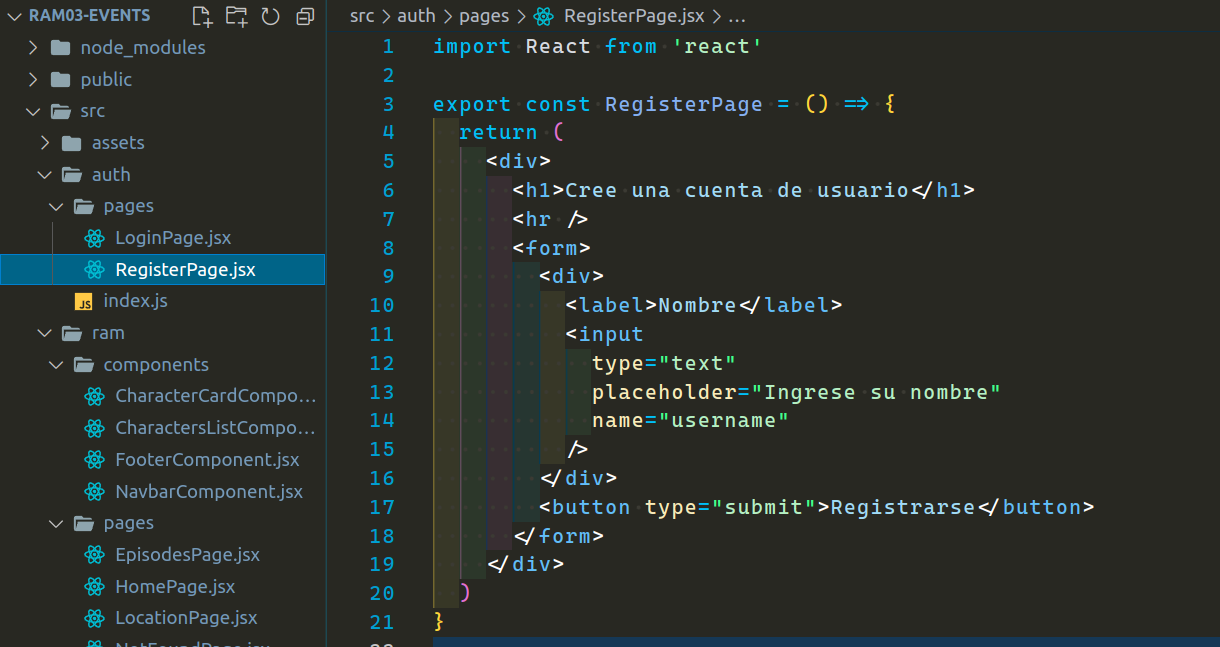 RAM03-EVENTS
node_modules
public
src
assets
auth
pages
LoginPage.jsx
RegisterPage.jsx
JS index.js
ram
components
CharacterCardCompo...
CharactersListCompo...
FooterComponent.jsx
NavbarComponent.jsx
pages
EpisodesPage.jsx
HomePage.jsx
LocationPage.jsx
NotFoundPage.jsx
src > auth > pages > RegisterPage.jsx > ...
1 import React from 'react'
2
3 export const RegisterPage = () => {
4 return (
5 <div>
6 <h1>Cree una cuenta de usuario</h1>
7 <hr />
8 <form>
9 <div>
10 <label>Nombre</label>
11 <input
12 type="text"
13 placeholder="Ingrese su nombre"
14 name="username"
15 />
16 </div>
17 <button type="submit">Registrarse</button>
18 </form>
19 </div>
20 )
21 }
22